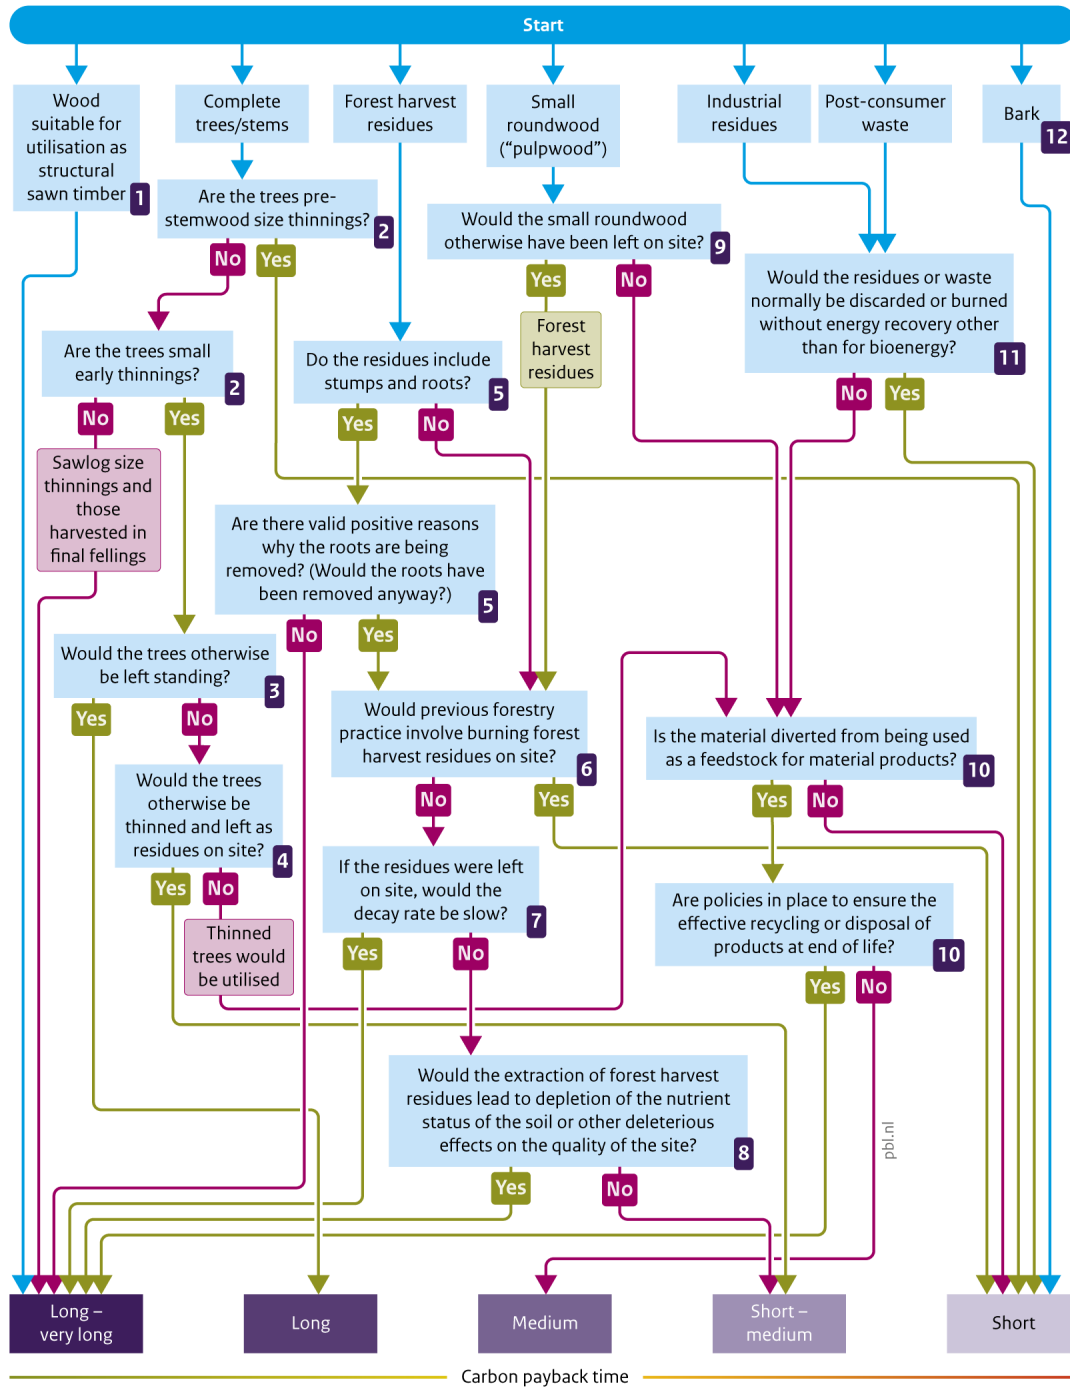 Start
Wood
suitable for
utilisation as
structural
sawn timber
1
Complete
trees/stems
Forest harvest
residues
Small
roundwood
(“pulpwood”)
Industrial
residues
Post-consumer
waste
Bark
12
Are the trees pre-
stemwood size thinnings?
2
No
Yes
Would the small roundwood
otherwise have been left on site?
9
Yes
No
Would the residues or waste
normally be discarded or burned
without energy recovery other
than for bioenergy?
11
No
Yes
Forest
harvest
residues
Are the trees small
early thinnings?
2
No
Yes
Do the residues include
stumps and roots?
5
Yes
No
Sawlog size
thinnings and
those
harvested in
final fellings
Are there valid positive reasons
why the roots are being
removed? (Would the roots have
been removed anyway?)
5
No
Yes
Would the trees otherwise
be left standing?
3
Yes
No
Would previous forestry
practice involve burning forest
harvest residues on site?
6
No
Yes
Is the material diverted from being used
as a feedstock for material products?
10
Yes
No
Would the trees
otherwise be
thinned and left as
residues on site?
4
Yes
No
If the residues were left
on site, would the
decay rate be slow?
7
Yes
No
Are policies in place to ensure the
effective recycling or disposal of
products at end of life?
10
Yes
No
Thinned
trees would
be utilised
Would the extraction of forest harvest
residues lead to depletion of the nutrient
status of the soil or other deleterious
effects on the quality of the site?
8
Yes
No
pbl.nl
Long –
very long
Long
Medium
Short –
medium
Short
Carbon payback time